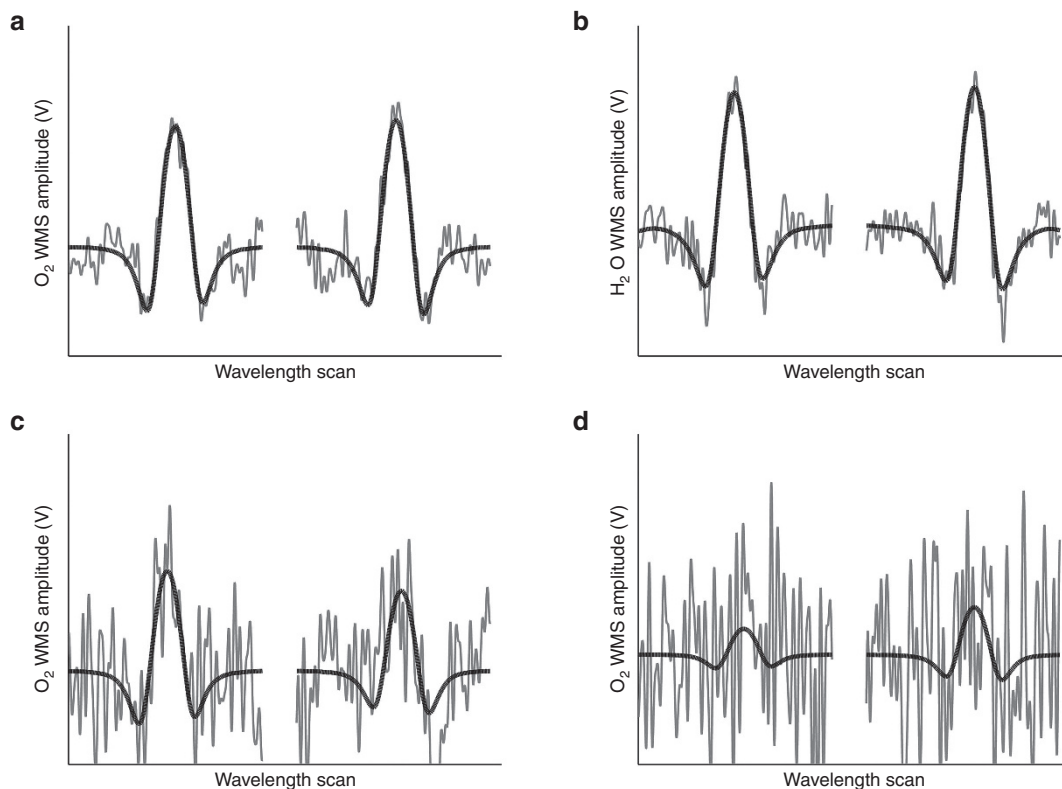 a
O₂ WMS amplitude (V)
Wavelength scan
b
H₂ O WMS amplitude (V)
Wavelength scan
c
O₂ WMS amplitude (V)
Wavelength scan
d
O₂ WMS amplitude (V)
Wavelength scan